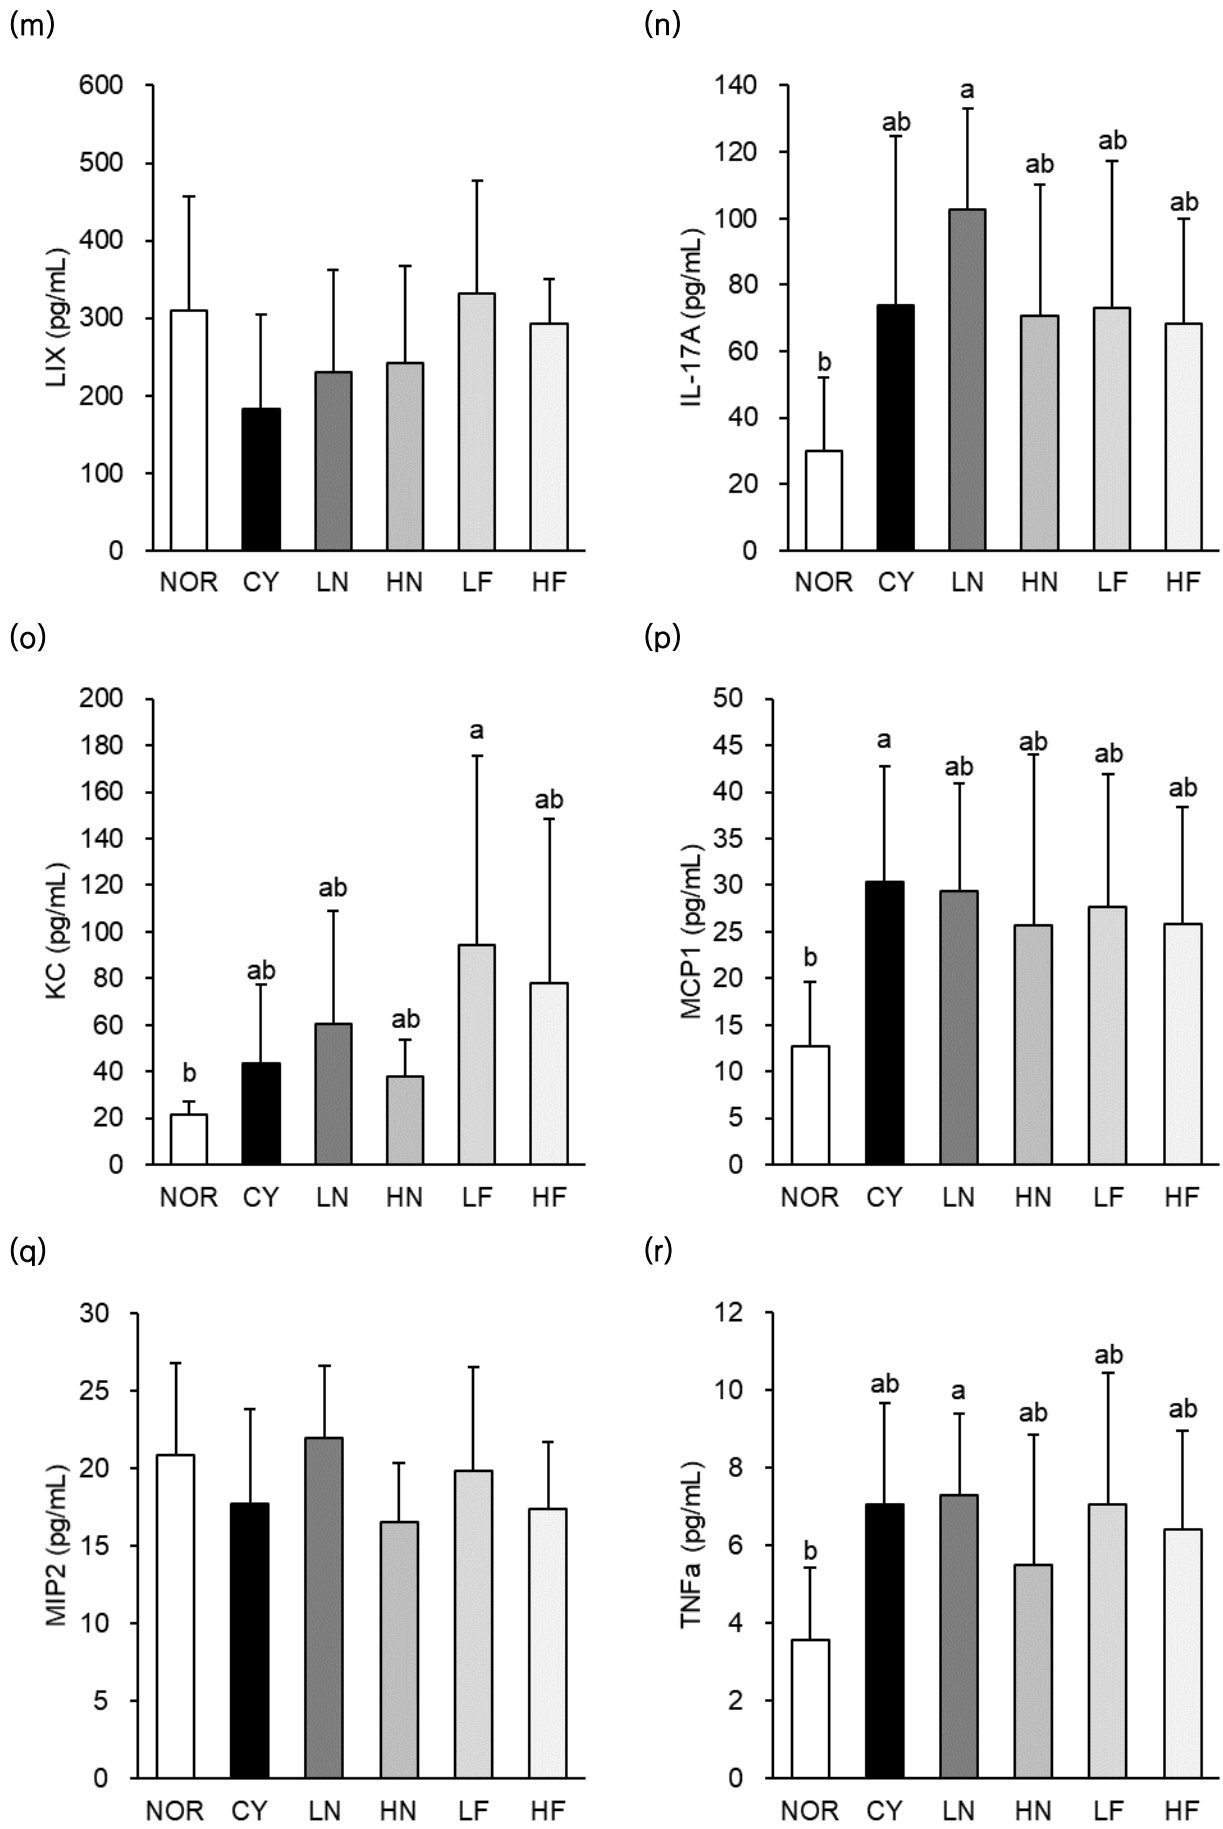 (m)
600
500
400
300
200
100
0
LIX (pg/mL)
NOR CY LN HN LF HF
(n)
140
120
100
80
60
40
20
0
IL-17A (pg/mL)
b ab a ab ab ab
NOR CY LN HN LF HF
(o)
200
180
160
140
120
100
80
60
40
20
0
KC (pg/mL)
b ab ab ab a ab
NOR CY LN HN LF HF
(p)
50
45
40
35
30
25
20
15
10
5
0
MCP1 (pg/mL)
b a ab ab ab ab
NOR CY LN HN LF HF
(q)
30
25
20
15
10
5
0
MIP2 (pg/mL)
NOR CY LN HN LF HF
(r)
12
10
8
6
4
2
0
TNFa (pg/mL)
b ab a ab ab ab
NOR CY LN HN LF HF